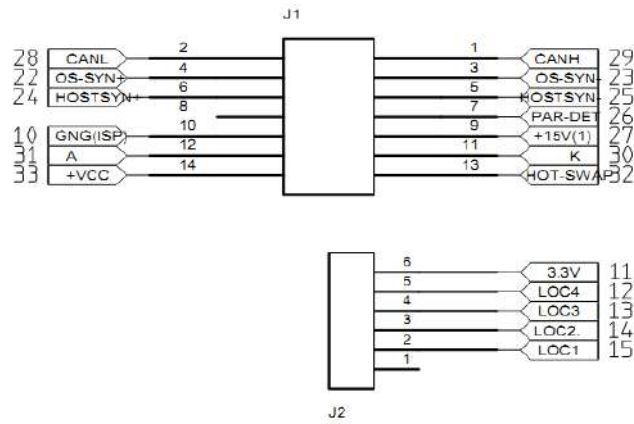 J1
28 CANL 2 1 CANH 29
22 OS-SYN+ 4 3 OS-SYN- 23
24 HOSTSYN+ 6 5 HOSTSYN- 25
8 7 PAR-DET 26
10 GNG(ISP) 10 9 +15V(1) 27
31 A 12 11 K 30
33 +VCC 14 13 HOT-SWAP 32
6 3.3V 11
5 LOC4 12
4 LOC3 13
3 LOC2. 14
2 LOC1 15
1
J2